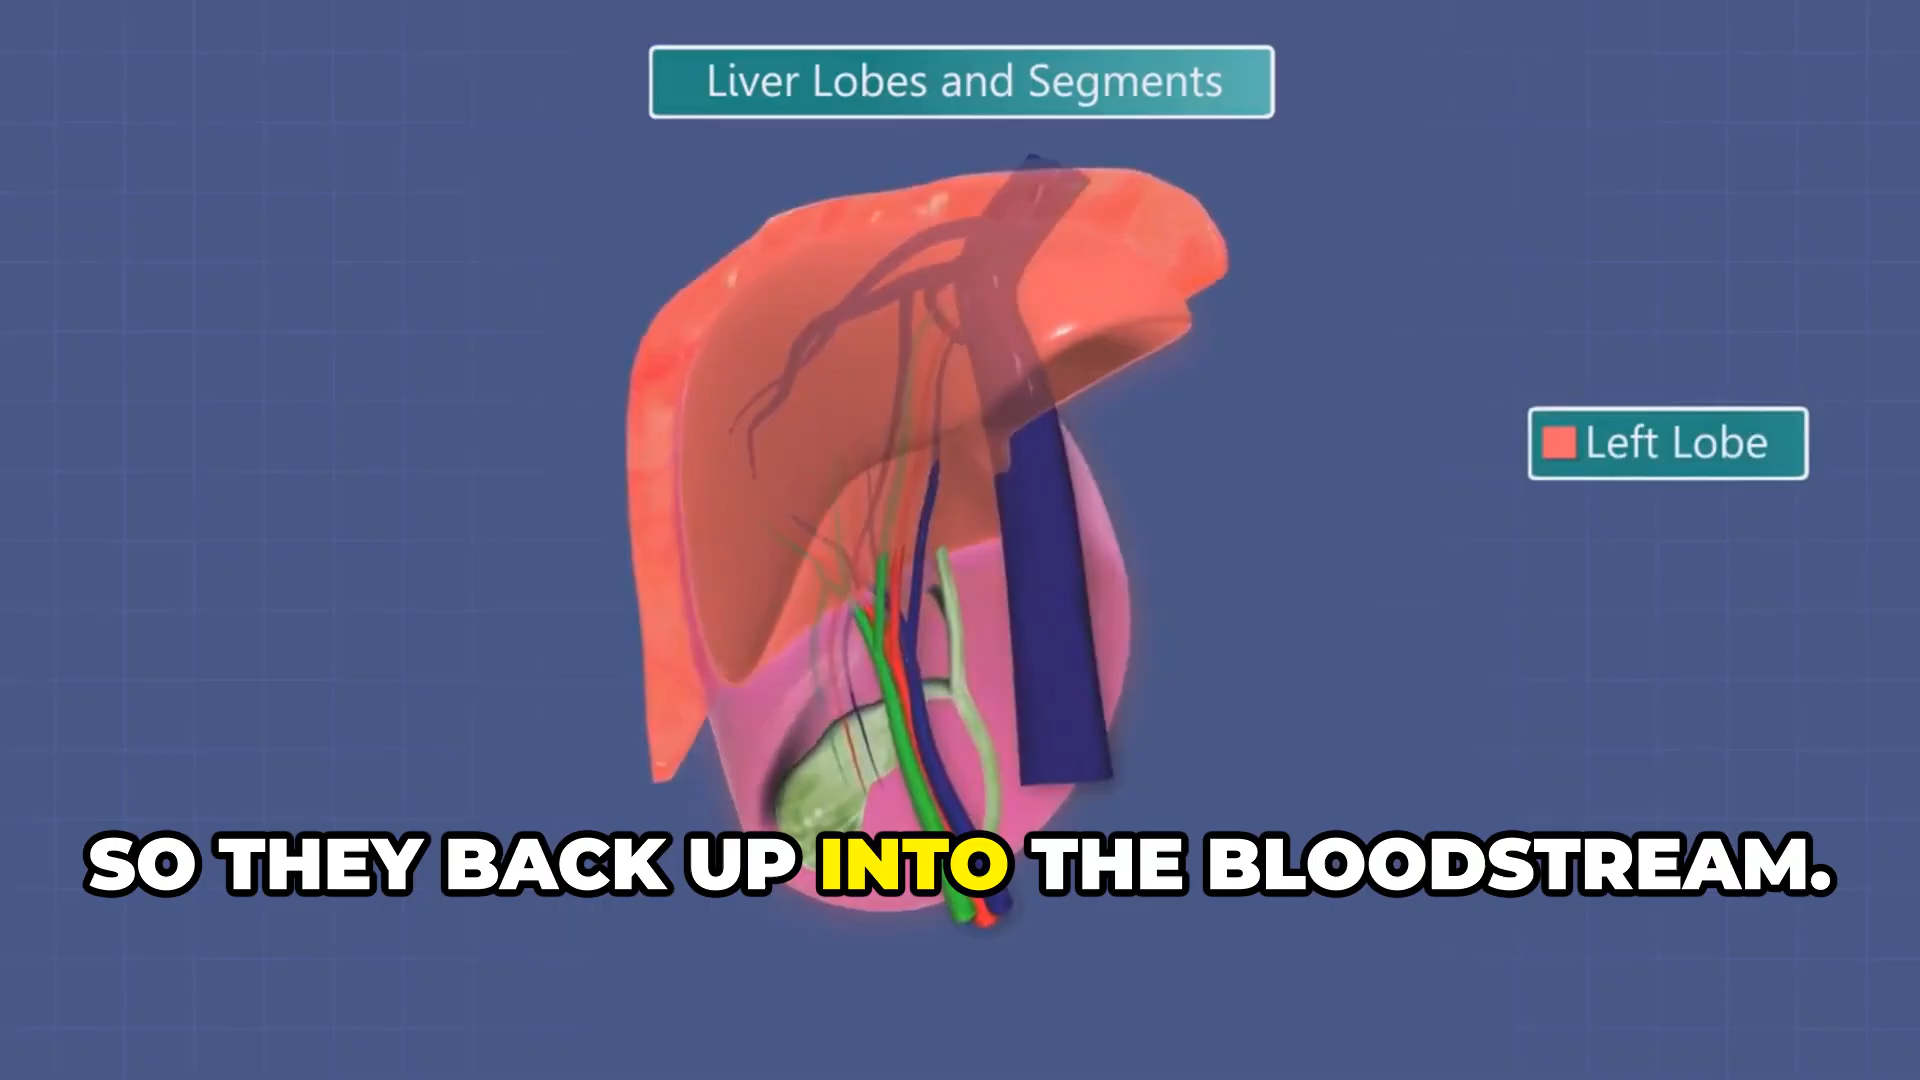 Liver Lobes and Segments
Left Lobe
SO THEY BACK UP INTO THE BLOODSTREAM.